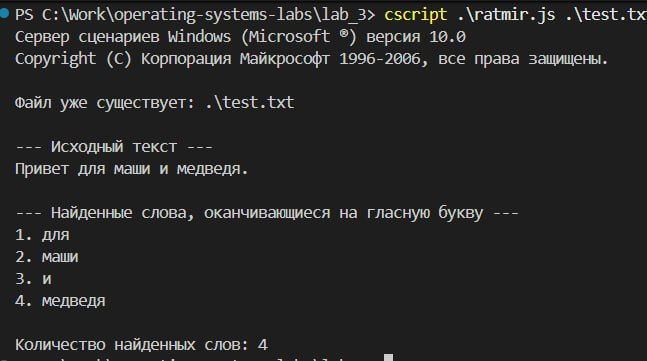 PS C:\Work\operating-systems-labs\lab_3> cscript .\ratmir.js .\test.tx
Сервер сценариев Windows (Microsoft ®) версия 10.0
Copyright (C) Корпорация Майкрософт 1996-2006, все права защищены.
Файл уже существует: .\test.txt
--- Исходный текст ---
Привет для маши и медведя.
--- Найденные слова, оканчивающиеся на гласную букву ---
1. для
2. маши
3. и
4. медведя
Количество найденных слов: 4